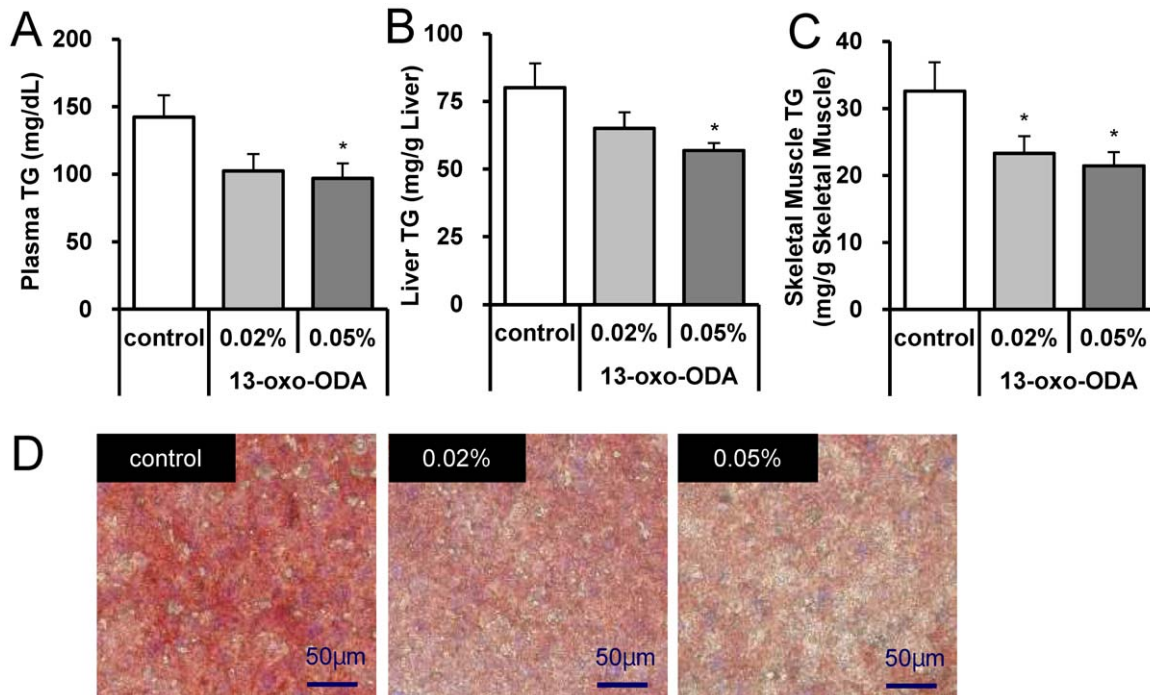 A
Plasma TG (mg/dL)
200
150
100
50
0
*
control
0.02%
0.05%
13-oxo-ODA
B
Liver TG (mg/g Liver)
100
75
50
25
0
*
control
0.02%
0.05%
13-oxo-ODA
C
Skeletal Muscle TG
(mg/g Skeletal Muscle)
40
30
20
10
0
*
*
control
0.02%
0.05%
13-oxo-ODA
D
control
50μm
0.02%
50μm
0.05%
50μm